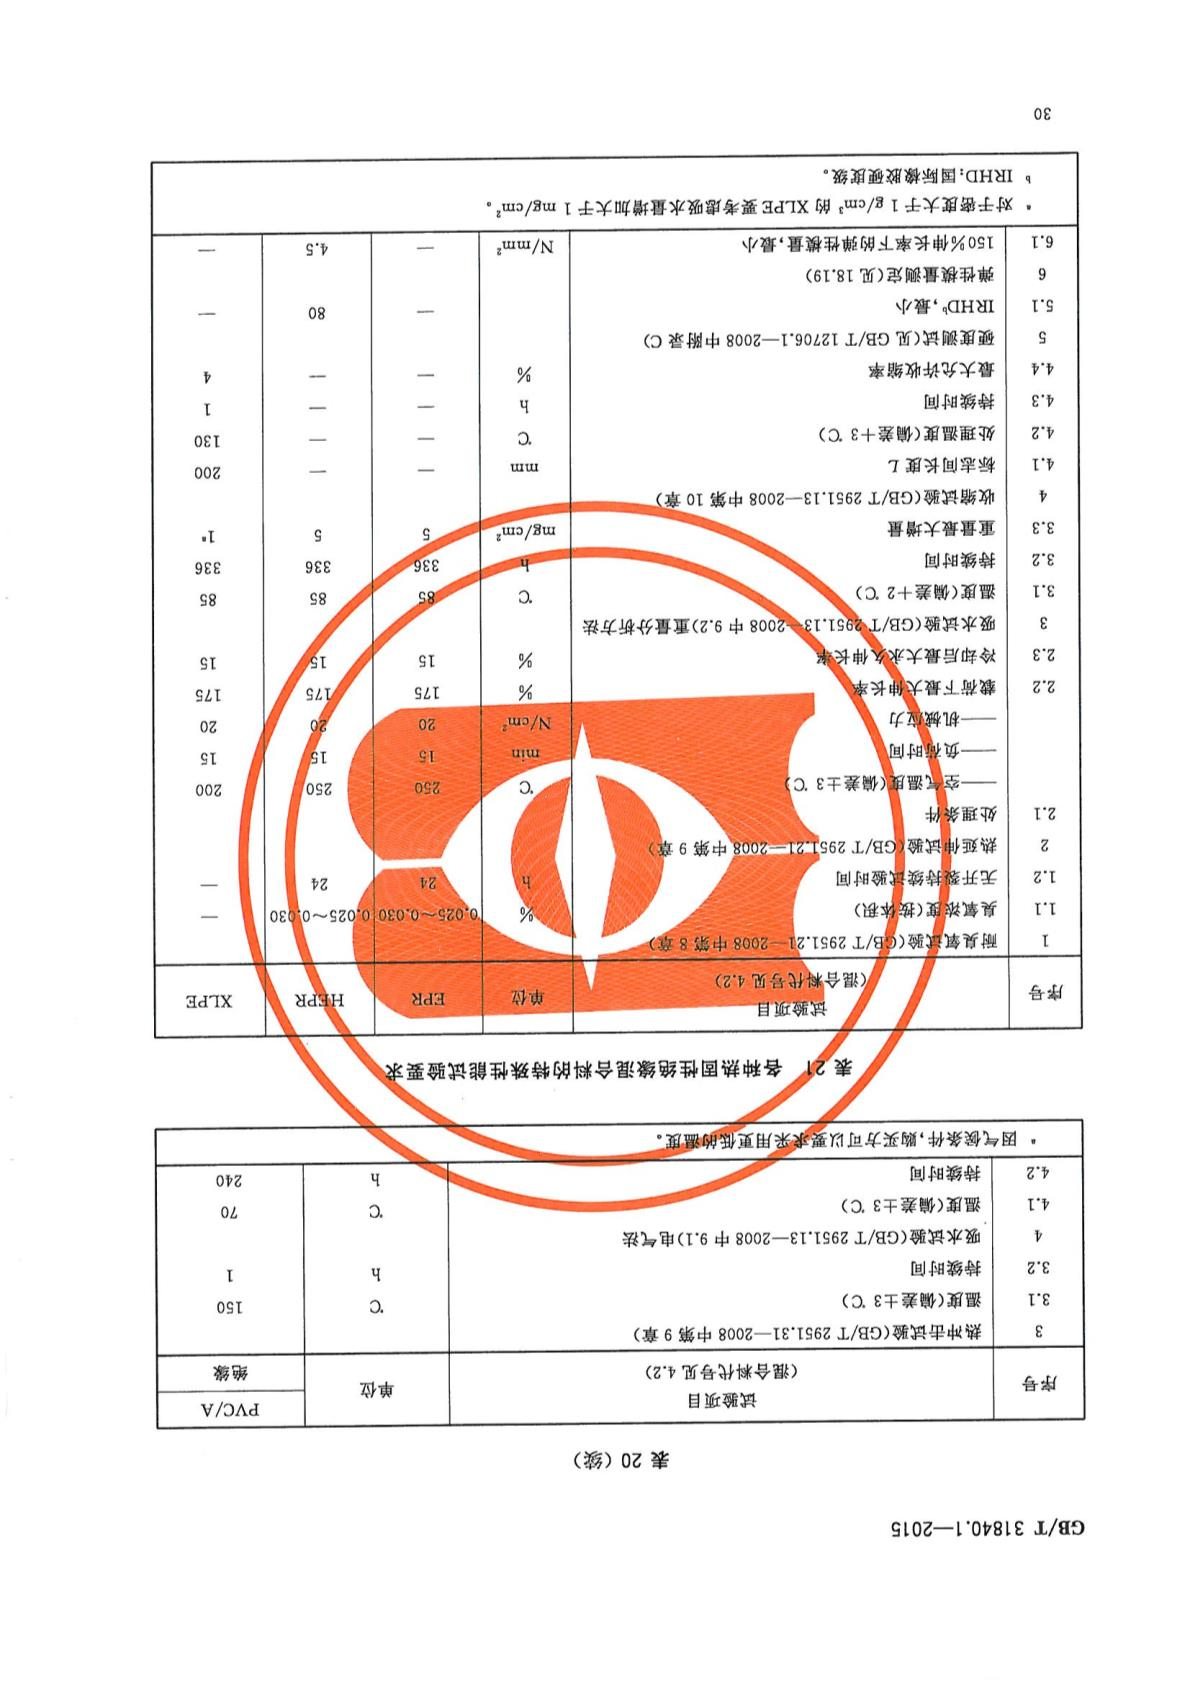 GB/T 31840.1—2015
表 20（续）
序号 试验项目（混合料代号见 4.2） 单位 PVC/A 绝缘
3 热冲击试验（GB/T 2951.31—2008 中第 9 章）
3.1 温度（偏差±3 ℃） ℃ 150
3.2 持续时间 h 1
4 吸水试验（GB/T 2951.13—2008 中 9.1）电气法
4.1 温度（偏差±3 ℃） ℃ 70
4.2 持续时间 h 240
ᵃ 因气候条件，购买方可以要求采用更低的温度。
表 21 各种热固性绝缘混合料的特殊性能试验要求
序号 试验项目（混合料代号见 4.2） 单位 EPR HEPR XLPE
1 耐臭氧试验（GB/T 2951.21—2008 中第 8 章）
1.1 臭氧浓度（按体积） % 0.025～0.030 0.025～0.030 —
1.2 无开裂持续试验时间 h 24 24 —
2 热延伸试验（GB/T 2951.21—2008 中第 9 章）
2.1 处理条件
——空气温度（偏差±3 ℃） ℃ 250 250 200
——负荷时间 min 15 15 15
——机械应力 N/cm² 20 20 20
2.2 载荷下最大伸长率 % 175 175 175
2.3 冷却后最大永久伸长率 % 15 15 15
3 吸水试验（GB/T 2951.13—2008 中 9.2）重量分析方法
3.1 温度（偏差＋2 ℃） ℃ 85 85 85
3.2 持续时间 h 336 336 336
3.3 重量最大增量 mg/cm² 5 5 1ᵃ
4 收缩试验（GB/T 2951.13—2008 中第 10 章）
4.1 标志间长度 L mm — — 200
4.2 处理温度（偏差＋3 ℃） ℃ — — 130
4.3 持续时间 h — — 1
4.4 最大允许收缩率 % — — 4
5 硬度测试（见 GB/T 12706.1—2008 中附录 C）
5.1 IRHDᵇ，最小 — 80 —
6 弹性模量测定（见 18.19）
6.1 150%伸长率下的弹性模量，最小 N/mm² — 4.5 —
ᵃ 对于密度大于 1 g/cm³ 的 XLPE 要考虑吸水量增加大于 1 mg/cm²。
ᵇ IRHD：国际橡胶硬度级。
30